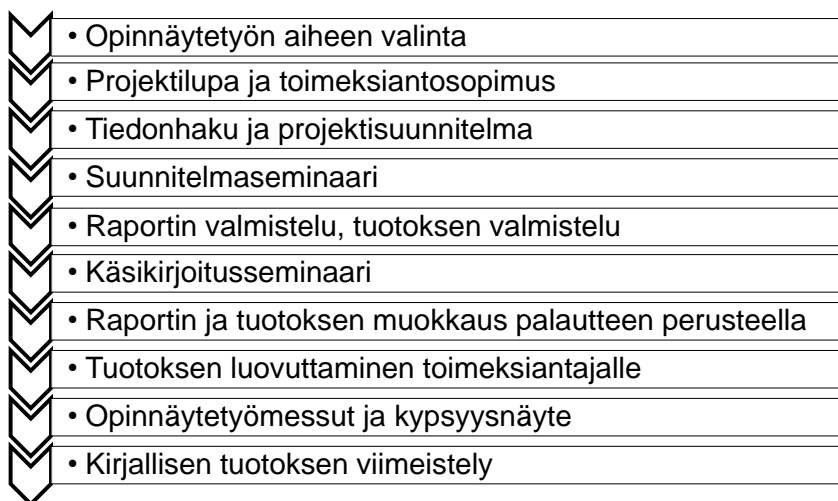 • Opinnäytetyön aiheen valinta
• Projektilupa ja toimeksiantosopimus
• Tiedonhaku ja projektisuunnitelma
• Suunnitelmaseminaari
• Raportin valmistelu, tuotoksen valmistelu
• Käsikirjoitusseminaari
• Raportin ja tuotoksen muokkaus palautteen perusteella
• Tuotoksen luovuttaminen toimeksiantajalle
• Opinnäytetyömessut ja kypsyysnäyte
• Kirjallisen tuotoksen viimeistely